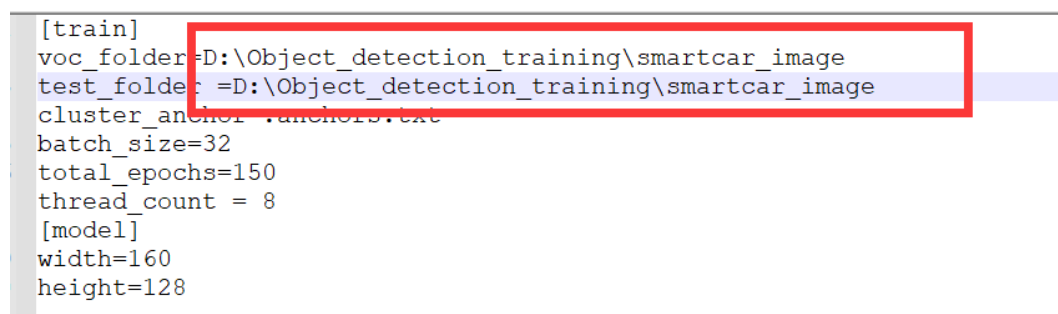 [train]
voc_folder=D:\Object_detection_training\smartcar_image
test_folder =D:\Object_detection_training\smartcar_image
cluster_anchor :anchors.txt
batch_size=32
total_epochs=150
thread_count = 8
[model]
width=160
height=128